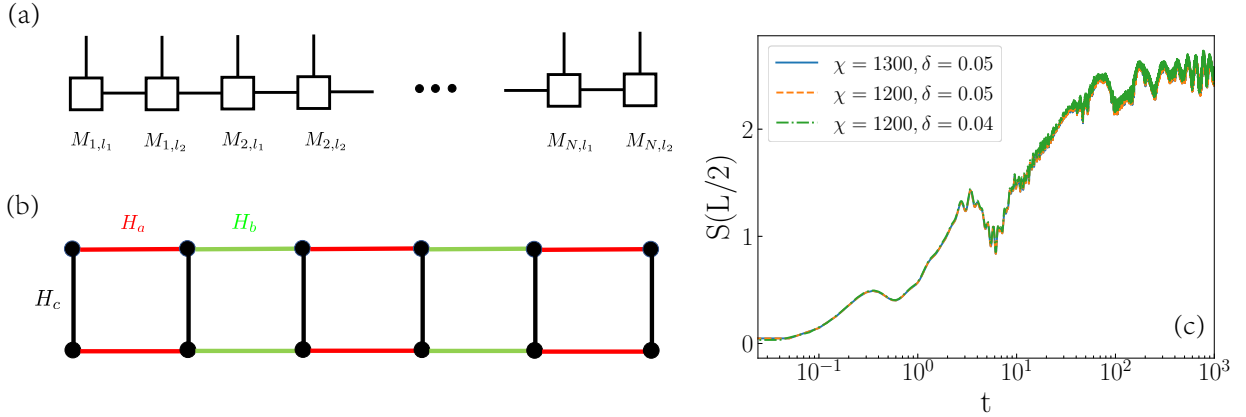 (a)
M_{1,l_1} M_{1,l_2} M_{2,l_1} M_{2,l_2} M_{N,l_1} M_{N,l_2}
(b)
H_a H_b
H_c
χ = 1300, δ = 0.05
χ = 1200, δ = 0.05
χ = 1200, δ = 0.04
S(L/2)
2
1
0
(c)
10^{-1} 10^0 10^1 10^2 10^3
t